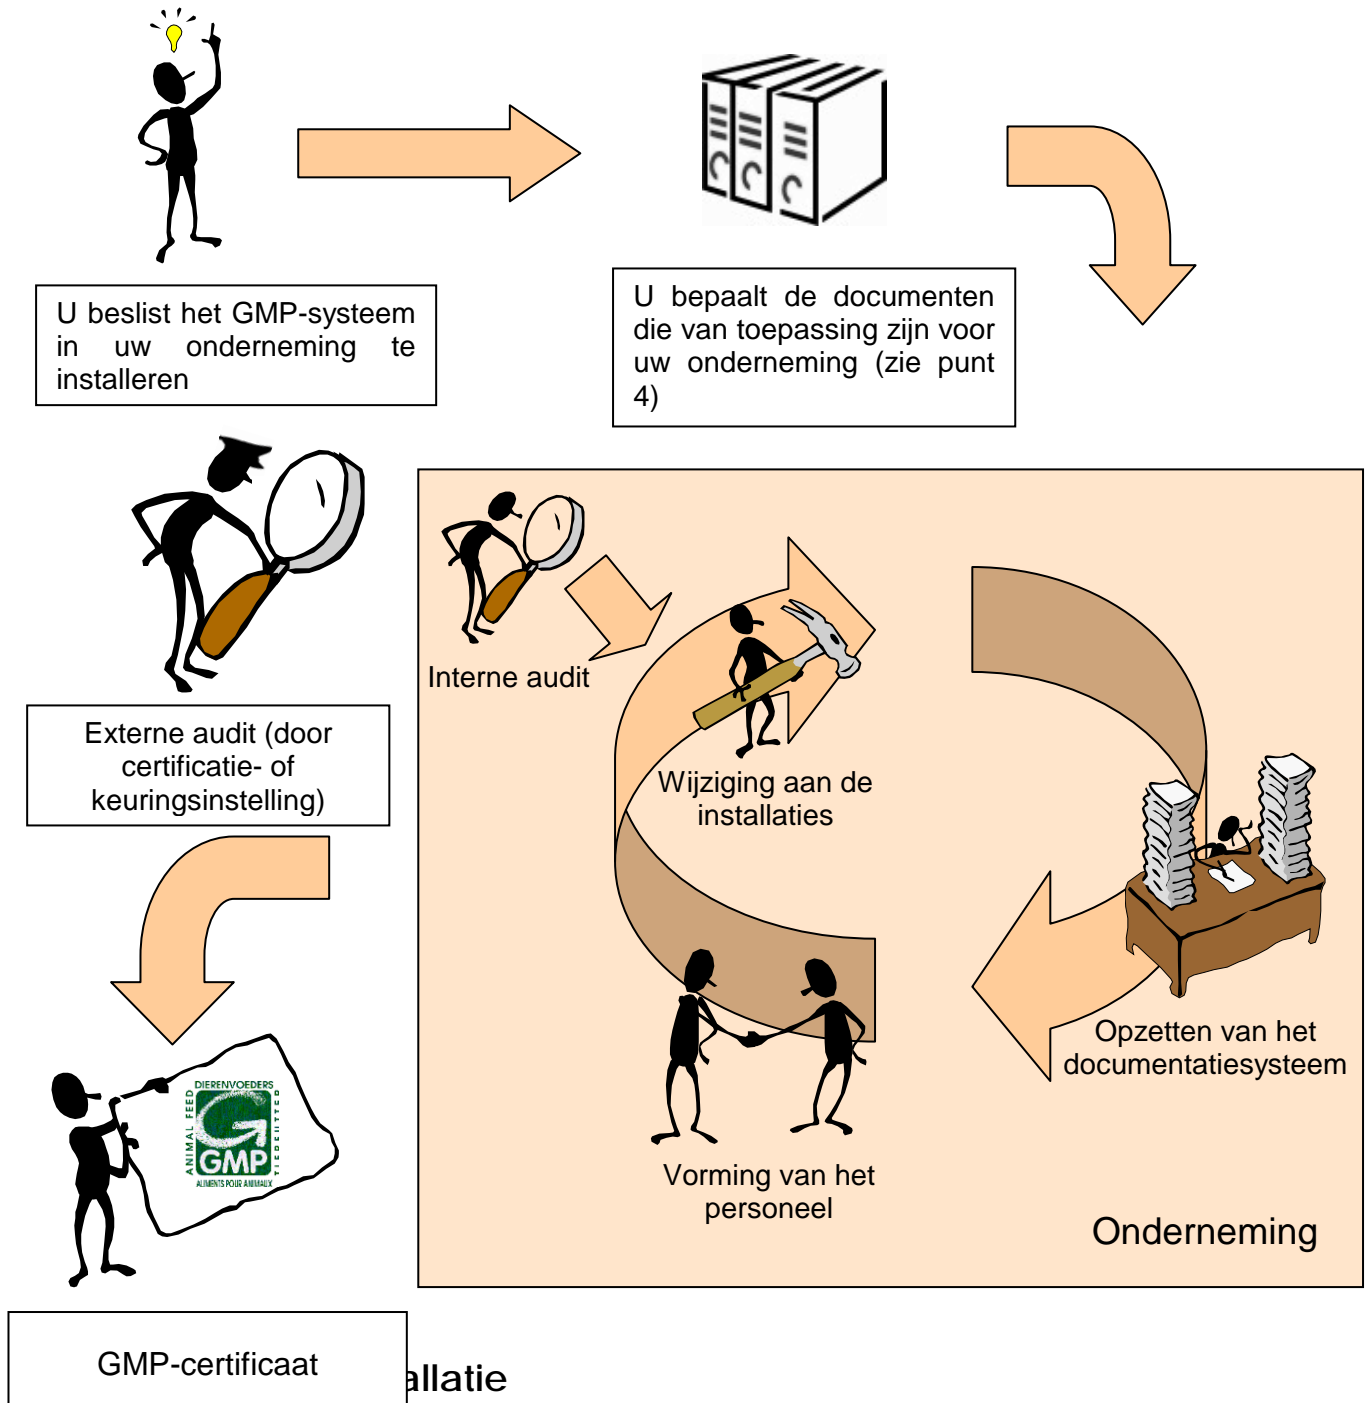 U beslist het GMP-systeem
in uw onderneming te
installeren
U bepaalt de documenten
die van toepassing zijn voor
uw onderneming (zie punt
4)
Interne audit
Externe audit (door
certificatie- of
keuringsinstelling)
Wijziging aan de
installaties
Opzetten van het
documentatiesysteem
Vorming van het
personeel
Onderneming
DIERENVOEDERS
ANIMAL FEED
GMP
ALIMENTS POUR ANIMAUX
GMP-certificaat
allatie